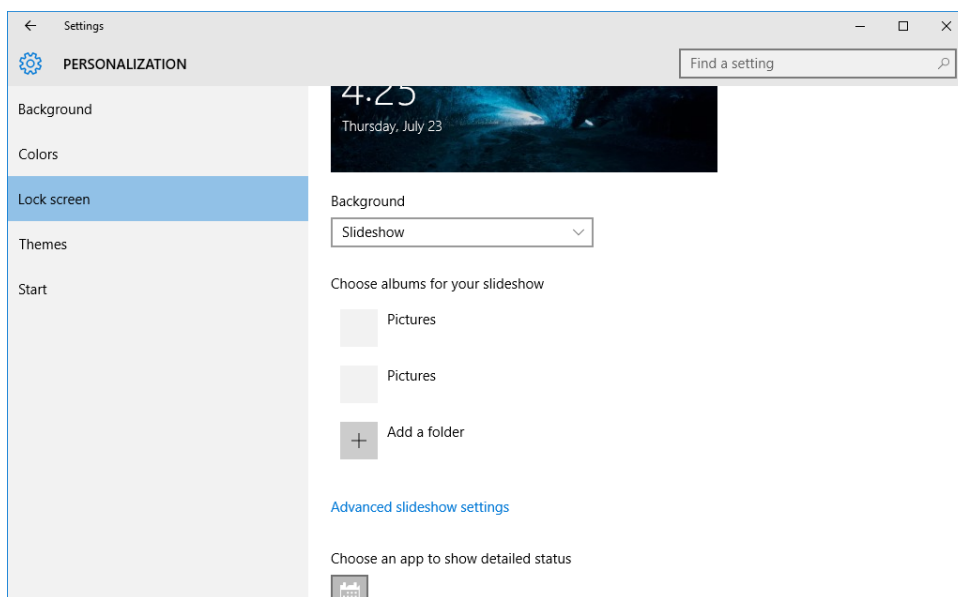 Settings
PERSONALIZATION
Find a setting
Background
Colors
Lock screen
Themes
Start
4:25
Thursday, July 23
Background
Slideshow
Choose albums for your slideshow
Pictures
Pictures
Add a folder
Advanced slideshow settings
Choose an app to show detailed status